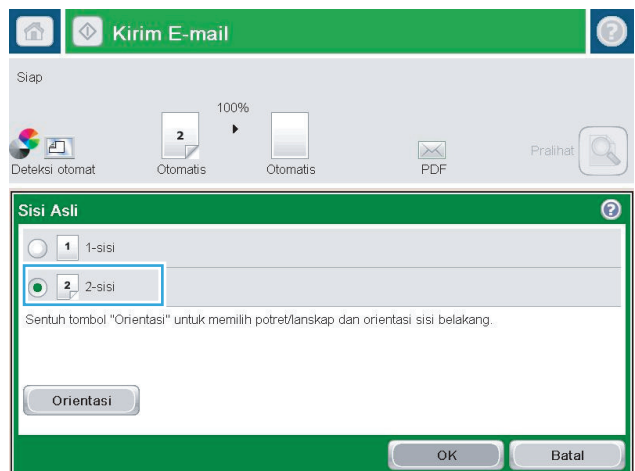 Kirim E-mail
Siap
100%
2
Deteksi otomat
Otomatis
Otomatis
PDF
Pralihat
Sisi Asli
1 1-sisi
2 2-sisi
Sentuh tombol "Orientasi" untuk memilih potret/lanskap dan orientasi sisi belakang.
Orientasi
OK
Batal